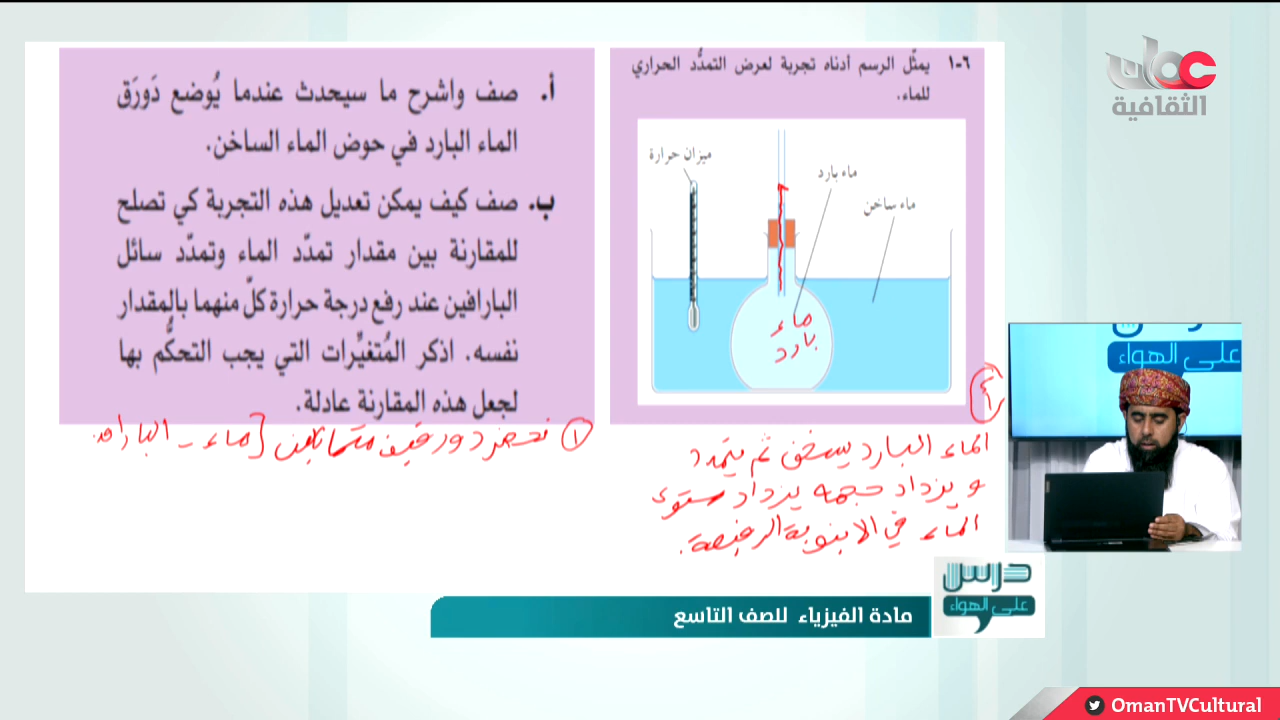 عمان
الثقافية
٦-١ يمثّل الرسم أدناه تجربة لعرض التمدُّد الحراري
للماء.
ميزان حرارة
ماء بارد
ماء ساخن
ماء
بارد
أ. صف واشرح ما سيحدث عندما يُوضع دَورَق
الماء البارد في حوض الماء الساخن.
ب. صف كيف يمكن تعديل هذه التجربة كي تصلح
للمقارنة بين مقدار تمدّد الماء وتمدّد سائل
البارافين عند رفع درجة حرارة كلّ منهما بالمقدار
نفسه. اذكر المُتغيِّرات التي يجب التحكُّم بها
لجعل هذه المقارنة عادلة.
أ
الماء البارد يسخن ثم يتمدد
و يزداد حجمه يزداد مستوى
الماء في الانبوبة الرفيعة.
١ نحضر دورقين متماثلين [ماء - البارا
على الهواء
درس
على الهواء
مادة الفيزياء للصف التاسع
OmanTVCultural